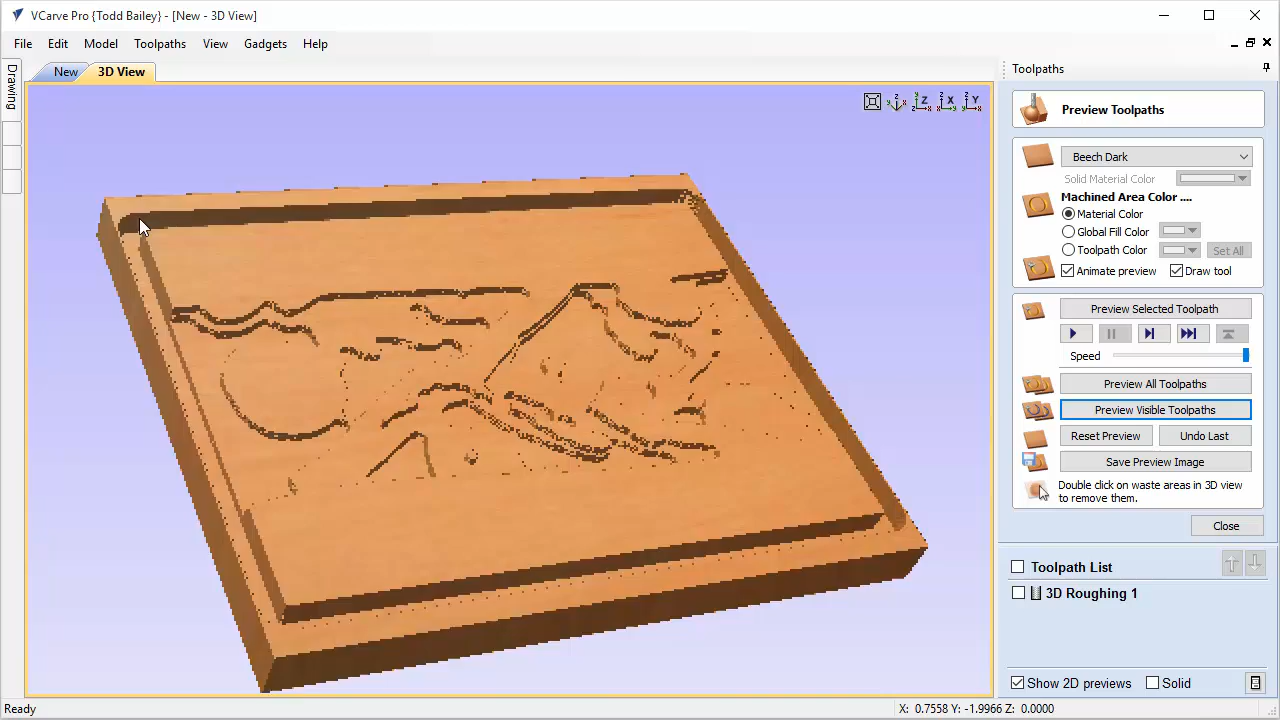 VCarve Pro {Todd Bailey} - [New - 3D View]
File Edit Model Toolpaths View Gadgets Help
Drawing
New 3D View
Z X Y
Toolpaths
Preview Toolpaths
Beech Dark
Solid Material Color
Machined Area Color ....
Material Color
Global Fill Color
Toolpath Color Set All
Animate preview Draw tool
Preview Selected Toolpath
Speed
Preview All Toolpaths
Preview Visible Toolpaths
Reset Preview Undo Last
Save Preview Image
Double click on waste areas in 3D view
to remove them.
Close
Toolpath List
3D Roughing 1
Show 2D previews Solid
Ready X: 0.7558 Y: -1.9966 Z: 0.0000